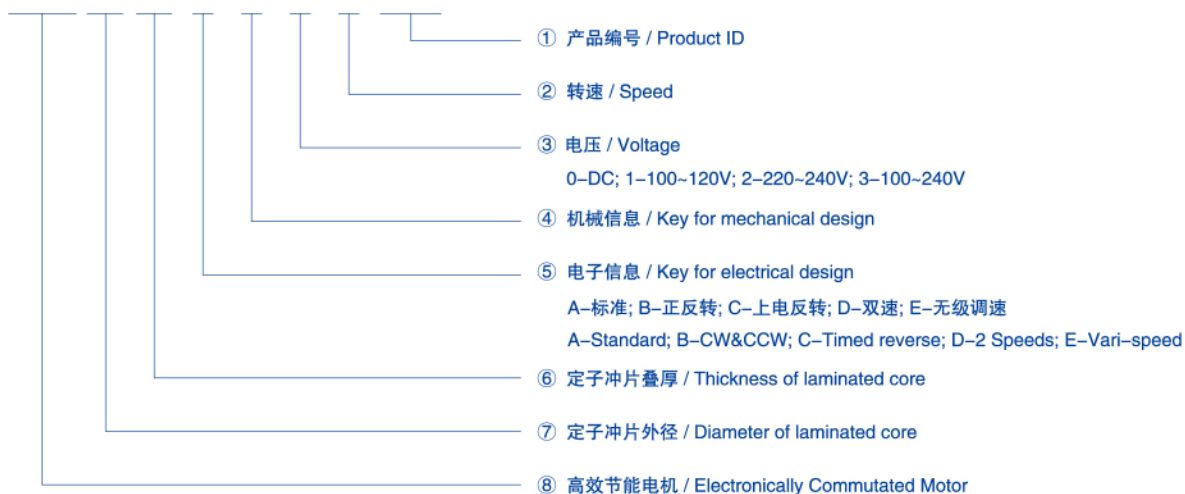 ① 产品编号 / Product ID
② 转速 / Speed
③ 电压 / Voltage
0–DC; 1–100~120V; 2–220~240V; 3–100~240V
④ 机械信息 / Key for mechanical design
⑤ 电子信息 / Key for electrical design
A–标准; B–正反转; C–上电反转; D–双速; E–无级调速
A–Standard; B–CW&CCW; C–Timed reverse; D–2 Speeds; E–Vari–speed
⑥ 定子冲片叠厚 / Thickness of laminated core
⑦ 定子冲片外径 / Diameter of laminated core
⑧ 高效节能电机 / Electronically Commutated Motor